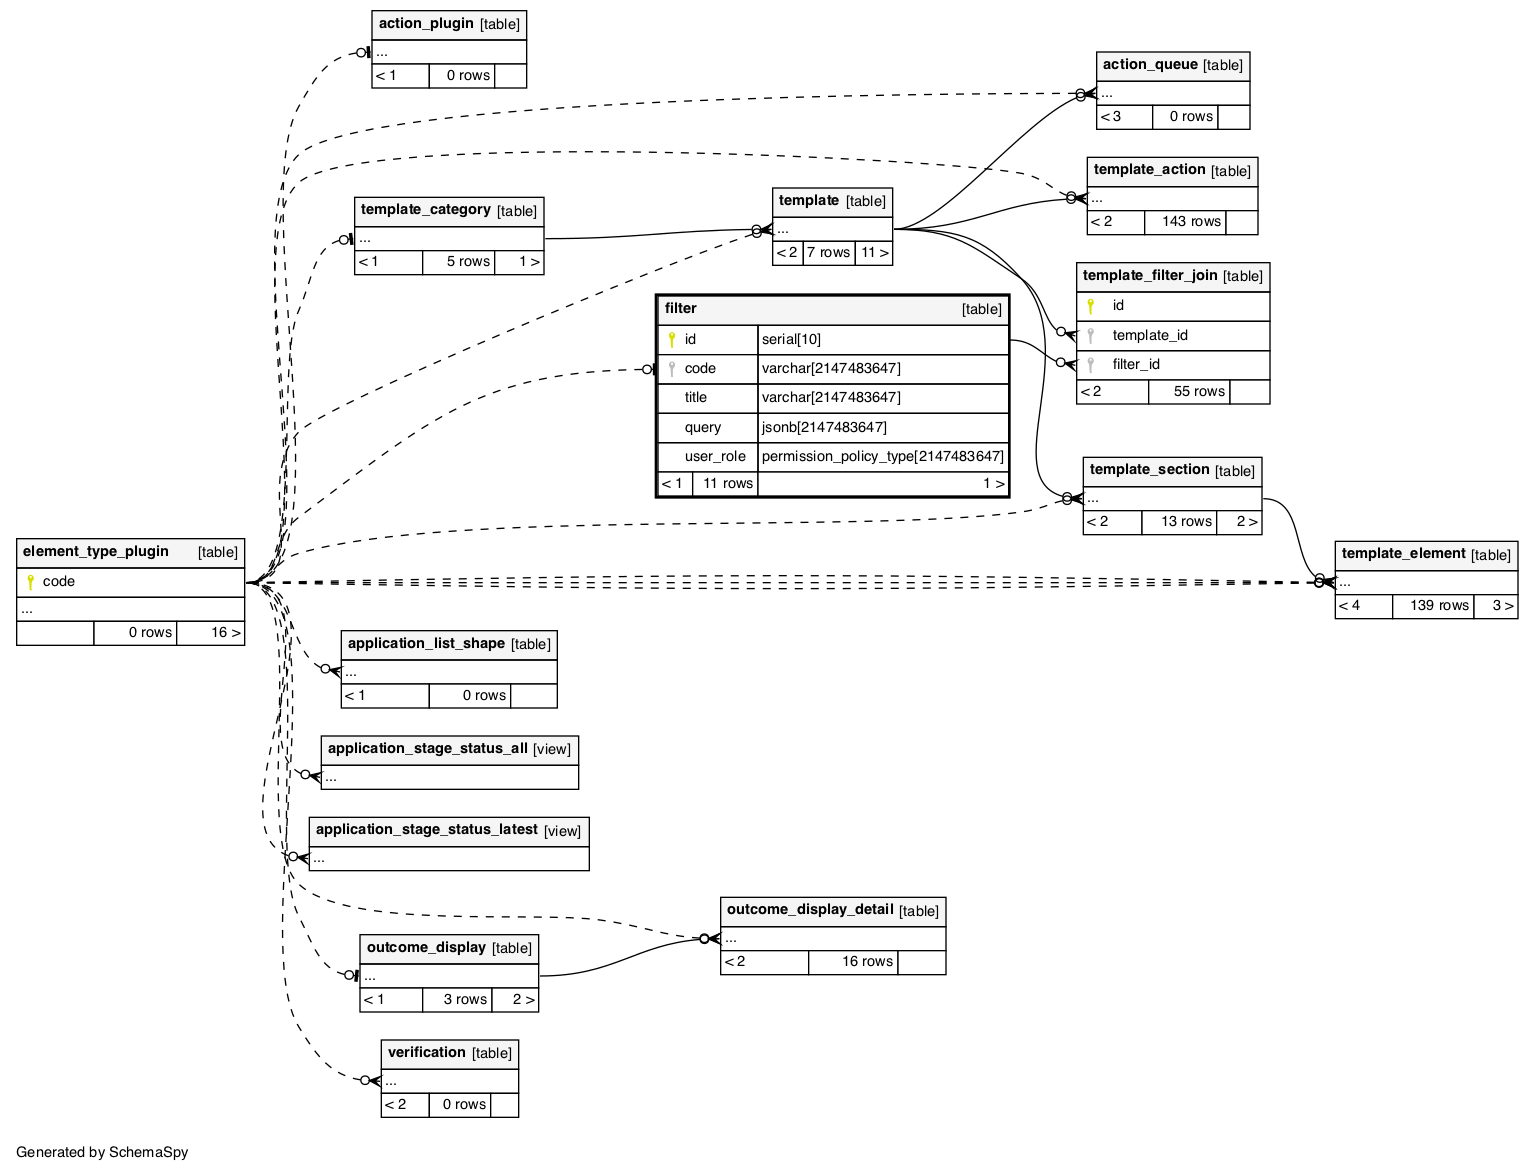 action_plugin [table]
...
< 1 0 rows
action_queue [table]
...
< 3 0 rows
template_action [table]
...
< 2 143 rows
template_category [table]
...
< 1 5 rows 1 >
template [table]
...
< 2 7 rows 11 >
template_filter_join [table]
id
template_id
filter_id
< 2 55 rows
filter [table]
id serial[10]
code varchar[2147483647]
title varchar[2147483647]
query jsonb[2147483647]
user_role permission_policy_type[2147483647]
< 1 11 rows 1 >
template_section [table]
...
< 2 13 rows 2 >
element_type_plugin [table]
code
...
0 rows 16 >
template_element [table]
...
< 4 139 rows 3 >
application_list_shape [table]
...
< 1 0 rows
application_stage_status_all [view]
...
application_stage_status_latest [view]
...
outcome_display_detail [table]
...
< 2 16 rows
outcome_display [table]
...
< 1 3 rows 2 >
verification [table]
...
< 2 0 rows
Generated by SchemaSpy